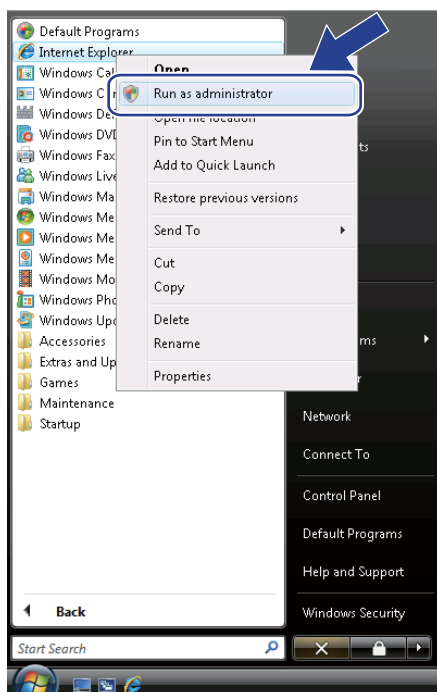 Default Programs
Internet Explorer
Windows Cal
Open
Windows C
Run as administrator
Windows De
Open file location
Windows DVD
Pin to Start Menu
ts
Windows Fax
Add to Quick Launch
Windows Live
Windows Ma
Restore previous versions
Windows Me
Windows Me
Send To
Windows Me
Cut
Windows Mo
Copy
Windows Pho
Windows Upd
Delete
Accessories
Rename
ms
Extras and Up
Games
Properties
r
Maintenance
Startup
Network
Connect To
Control Panel
Default Programs
Help and Support
Back
Windows Security
Start Search